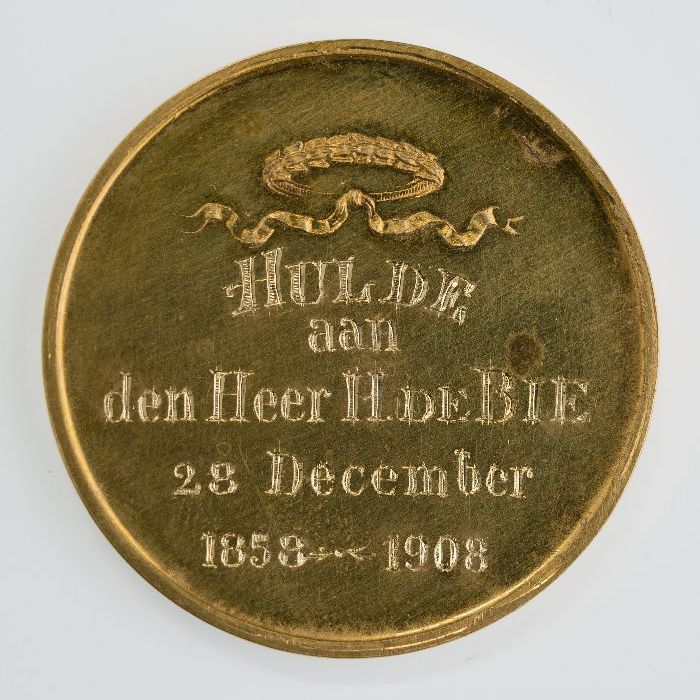 HULDE
aan
den Heer H. DE BIE
28 December
1858 - 1908